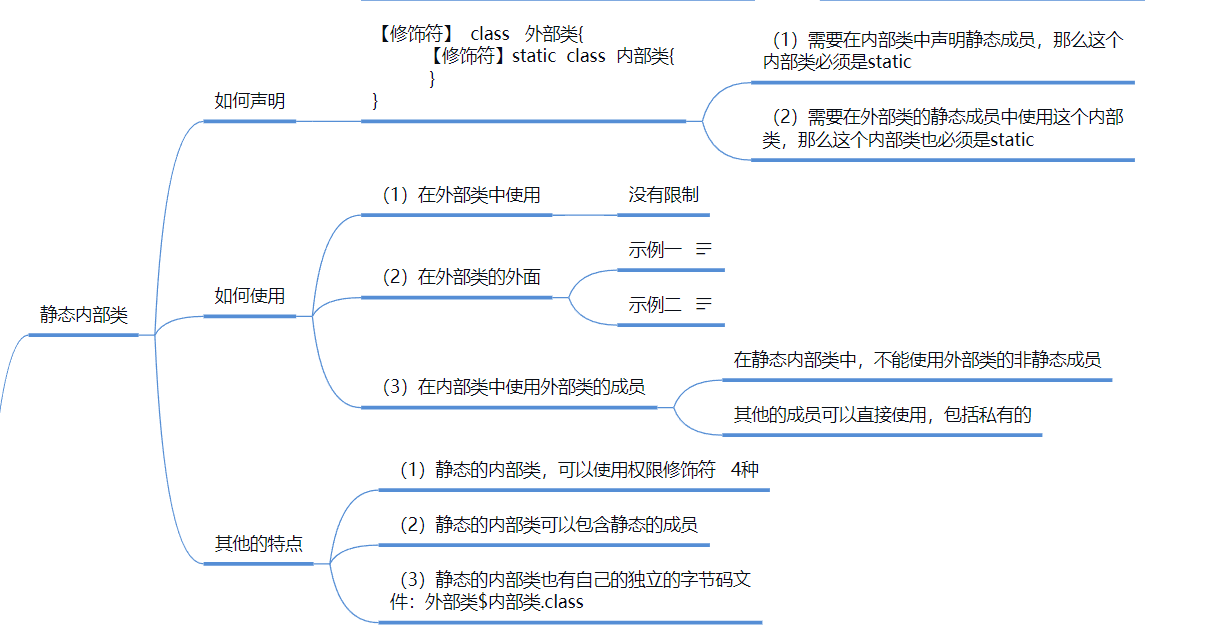 静态内部类
如何声明
【修饰符】 class 外部类{
【修饰符】static class 内部类{
}
}
（1）需要在内部类中声明静态成员，那么这个
内部类必须是static
（2）需要在外部类的静态成员中使用这个内部
类，那么这个内部类也必须是static
如何使用
（1）在外部类中使用
没有限制
（2）在外部类的外面
示例一
示例二
（3）在内部类中使用外部类的成员
在静态内部类中，不能使用外部类的非静态成员
其他的成员可以直接使用，包括私有的
其他的特点
（1）静态的内部类，可以使用权限修饰符 4种
（2）静态的内部类可以包含静态的成员
（3）静态的内部类也有自己的独立的字节码文
件：外部类$内部类.class